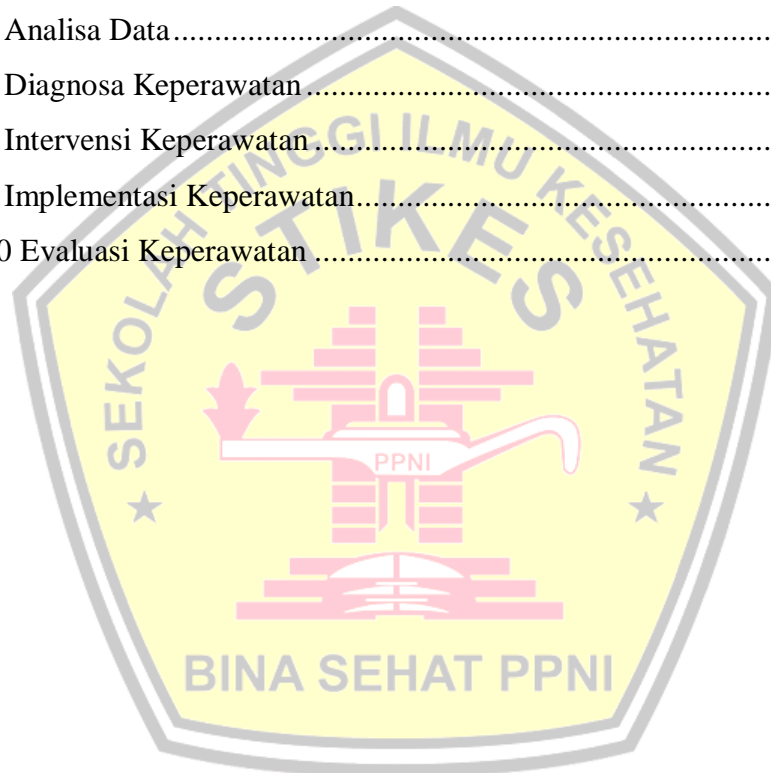 Analisa Data........................................................................
Diagnosa Keperawatan........................................................
Intervensi Keperawatan.......................................................
Implementasi Keperawatan..................................................
0 Evaluasi Keperawatan.......................................................
SEKOLAH TINGGI ILMU KESEHATAN
STIKES
PPNI
BINA SEHAT PPNI